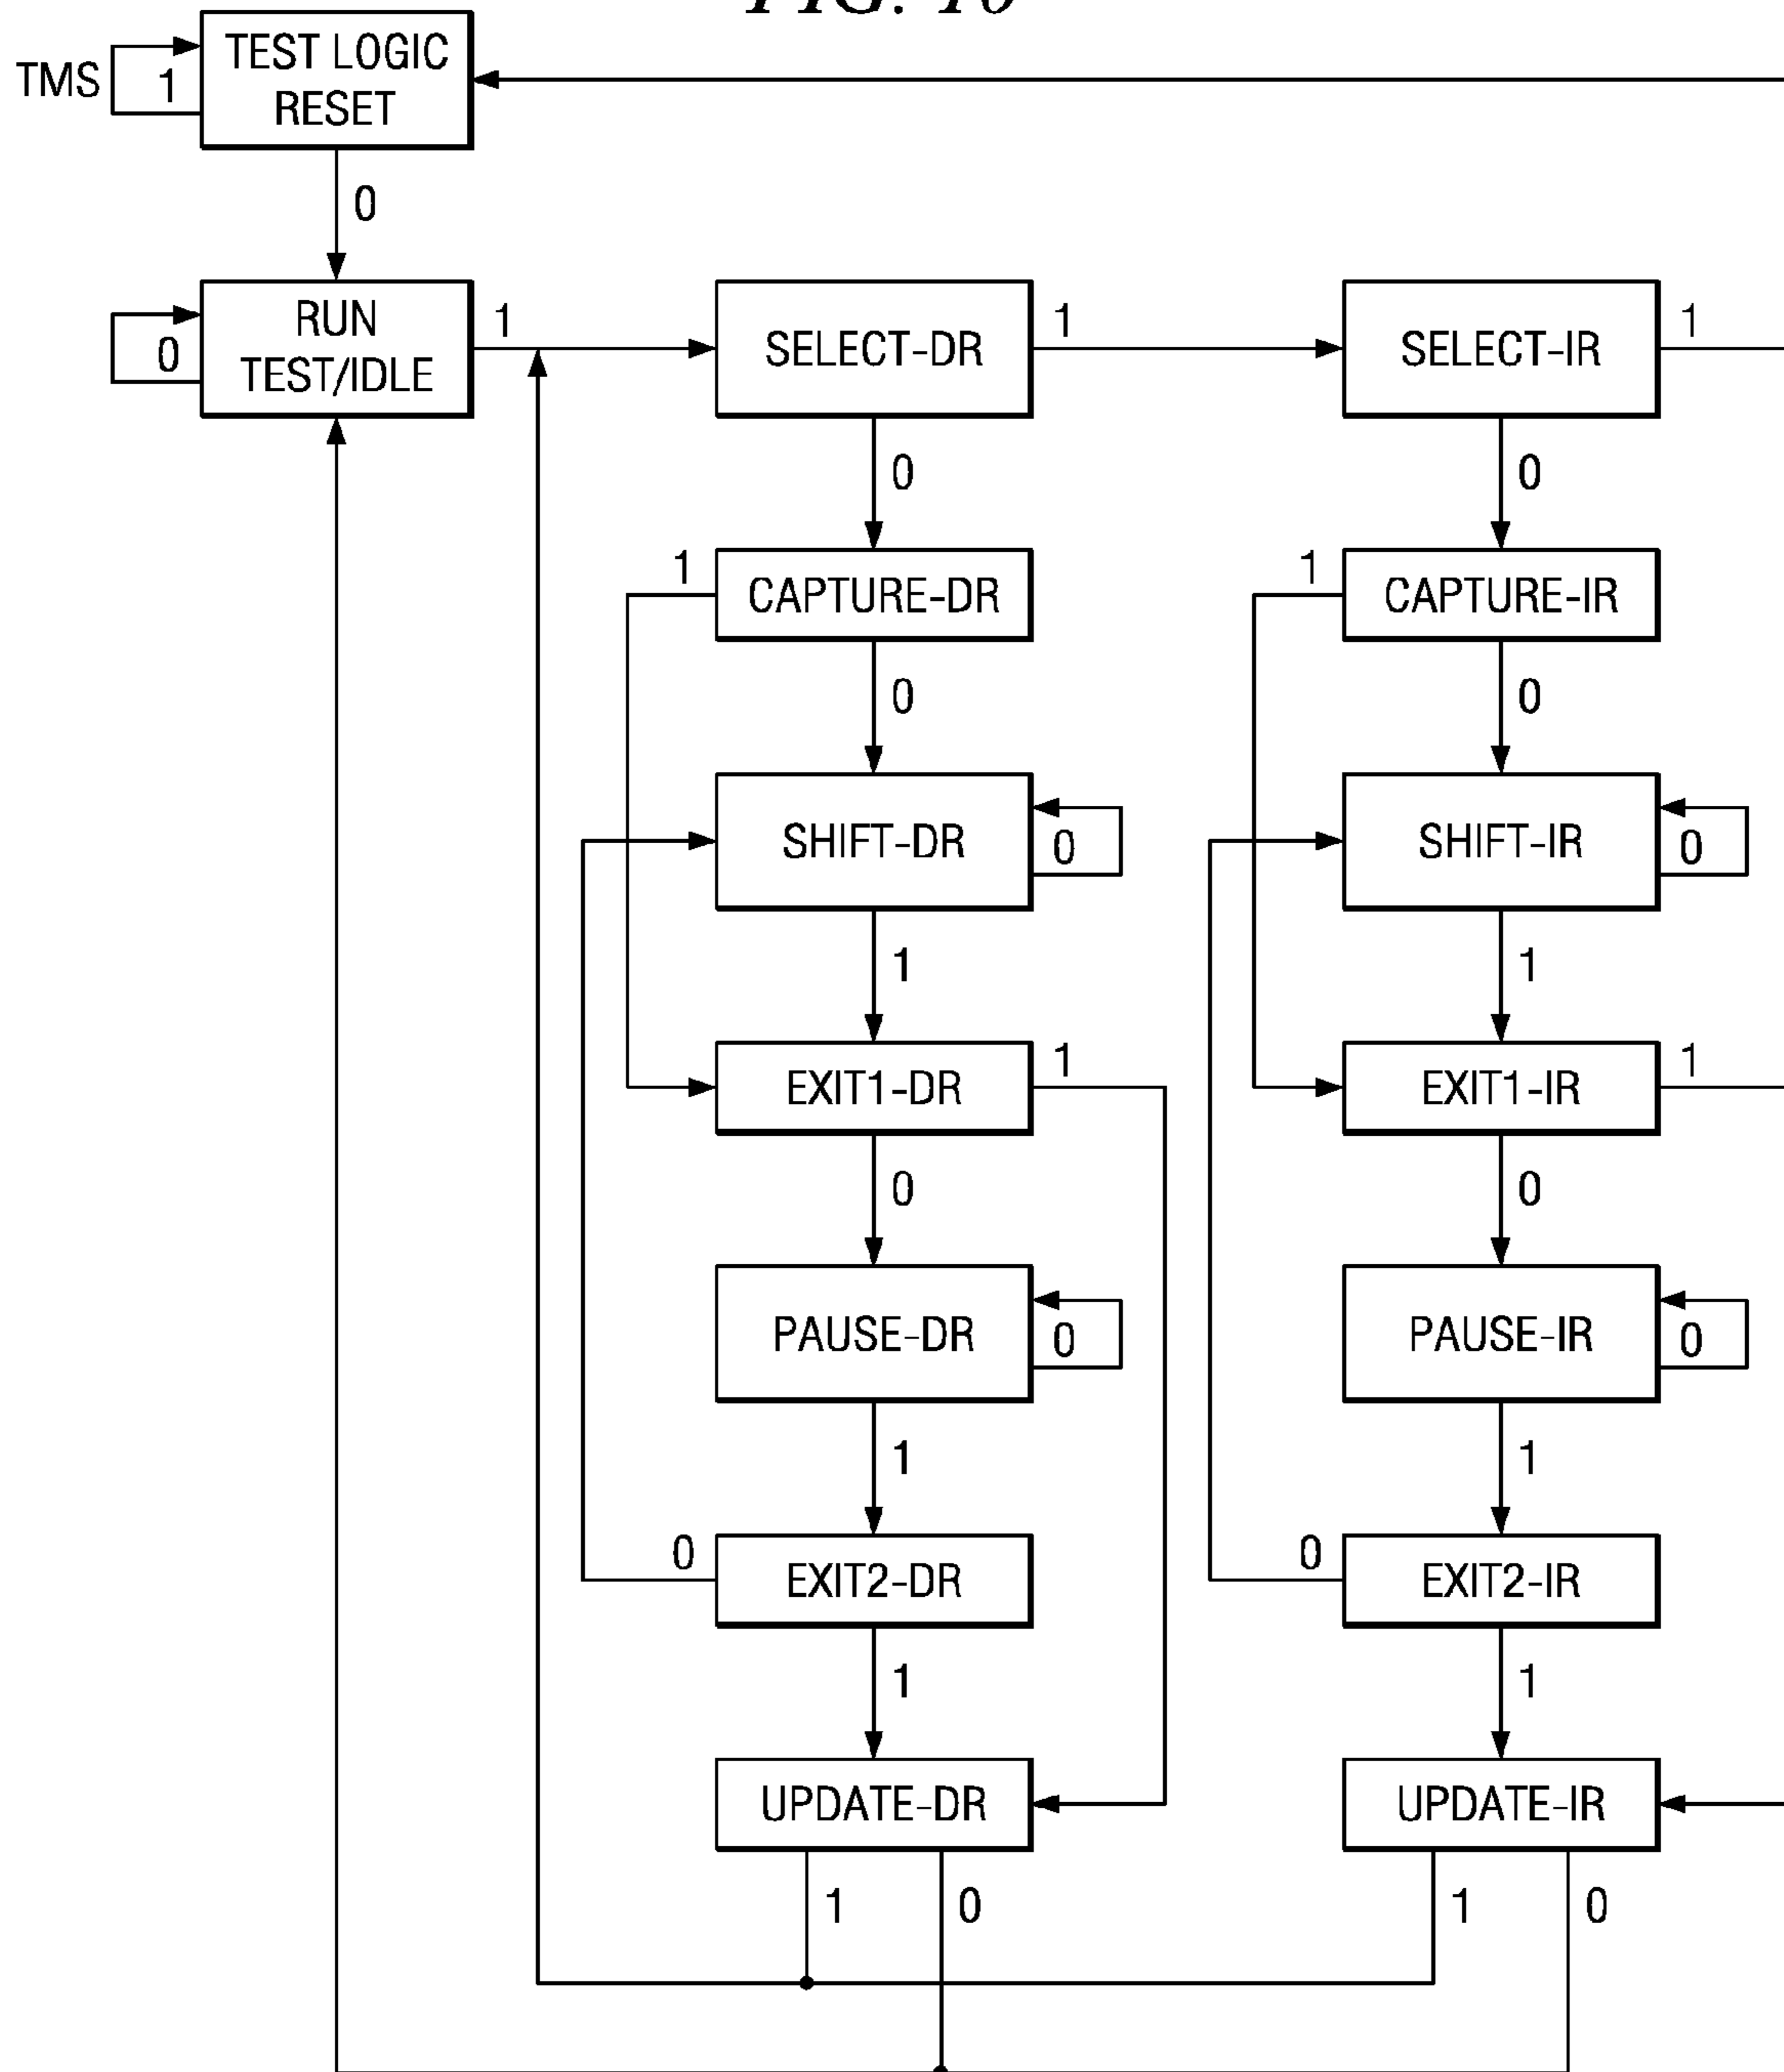 FIG. 10
TMS
1
TEST LOGIC
RESET
0
RUN
TEST/IDLE
0
1
SELECT-DR
1
SELECT-IR
1
0
0
1
CAPTURE-DR
1
CAPTURE-IR
0
0
SHIFT-DR
0
SHIFT-IR
0
1
1
EXIT1-DR
1
EXIT1-IR
1
0
0
PAUSE-DR
0
PAUSE-IR
0
1
1
0
EXIT2-DR
0
EXIT2-IR
1
1
UPDATE-DR
UPDATE-IR
1
0
1
0